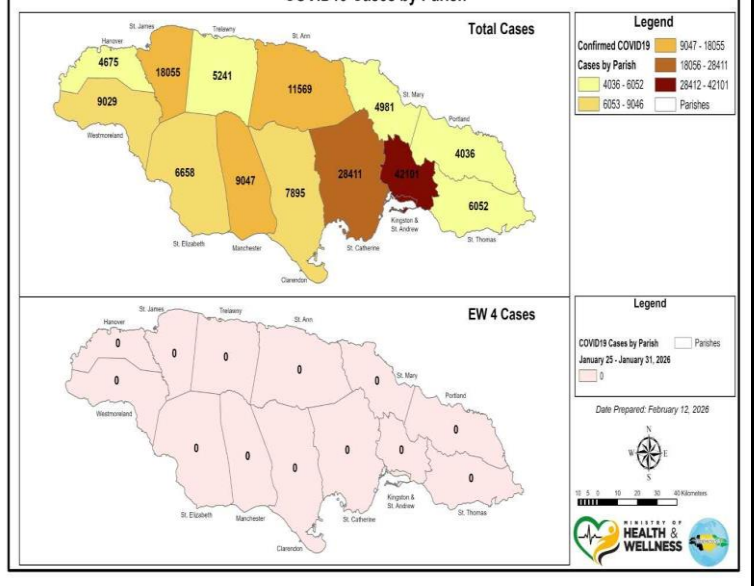 COVID19 Cases by Parish
Total Cases
Hanover
St. James
Trelawny
St. Ann
St. Mary
Portland
4675
18055
5241
11569
4981
9029
4036
Westmoreland
6658
9047
7895
28411
42101
6052
St. Elizabeth
Manchester
Clarendon
St. Catherine
Kingston &
St. Andrew
St. Thomas
Legend
Confirmed COVID19
Cases by Parish
4036 - 6052
6053 - 9046
9047 - 18055
18056 - 28411
28412 - 42101
Parishes
EW 4 Cases
Hanover
St. James
Trelawny
St. Ann
St. Mary
Portland
0
0
0
0
0
0
Westmoreland
0
0
0
0
0
0
0
0
St. Elizabeth
Manchester
Clarendon
St. Catherine
Kingston &
St. Andrew
St. Thomas
Legend
COVID19 Cases by Parish
January 25 - January 31, 2026
0
Parishes
Date Prepared: February 12, 2026
N
W E
S
10 5 0 10 20 30 40 Kilometers
MINISTRY OF
HEALTH &
WELLNESS